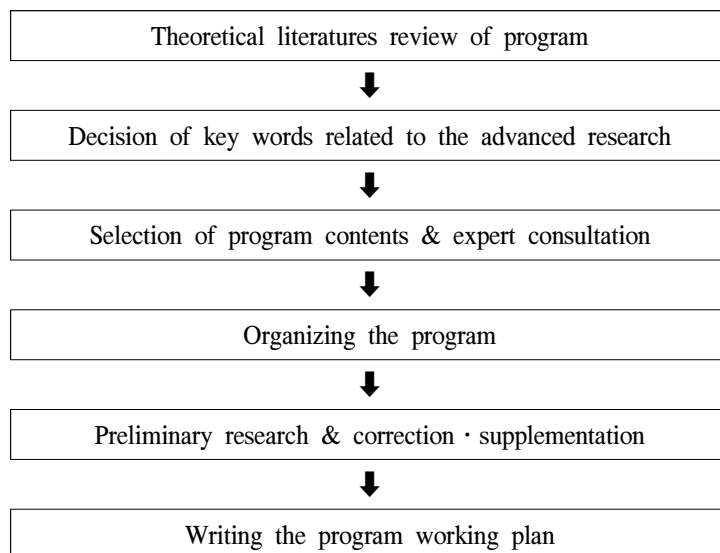 Theoretical literatures review of program
Decision of key words related to the advanced research
Selection of program contents & expert consultation
Organizing the program
Preliminary research & correction · supplementation
Writing the program working plan